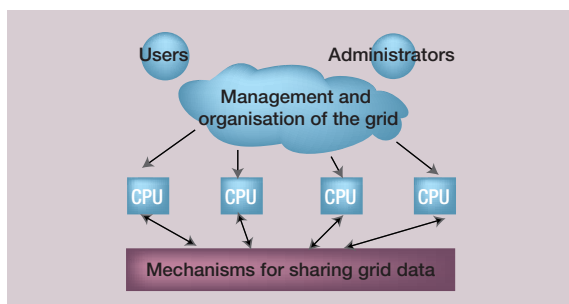 Users
Administrators
Management and
organisation of the grid
CPU
CPU
CPU
CPU
Mechanisms for sharing grid data